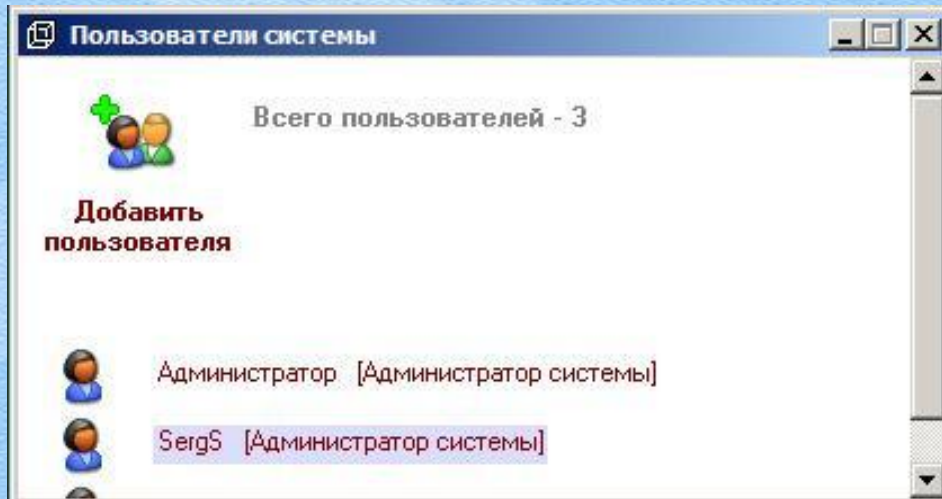 Пользователи системы
Всего пользователей - 3
Добавить
пользователя
Администратор [Администратор системы]
SergS [Администратор системы]